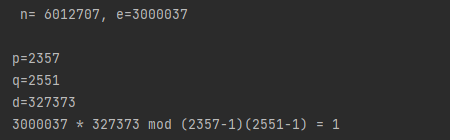 n= 6012707, e=3000037
p=2357
q=2551
d=327373
3000037 * 327373 mod (2357-1)(2551-1) = 1